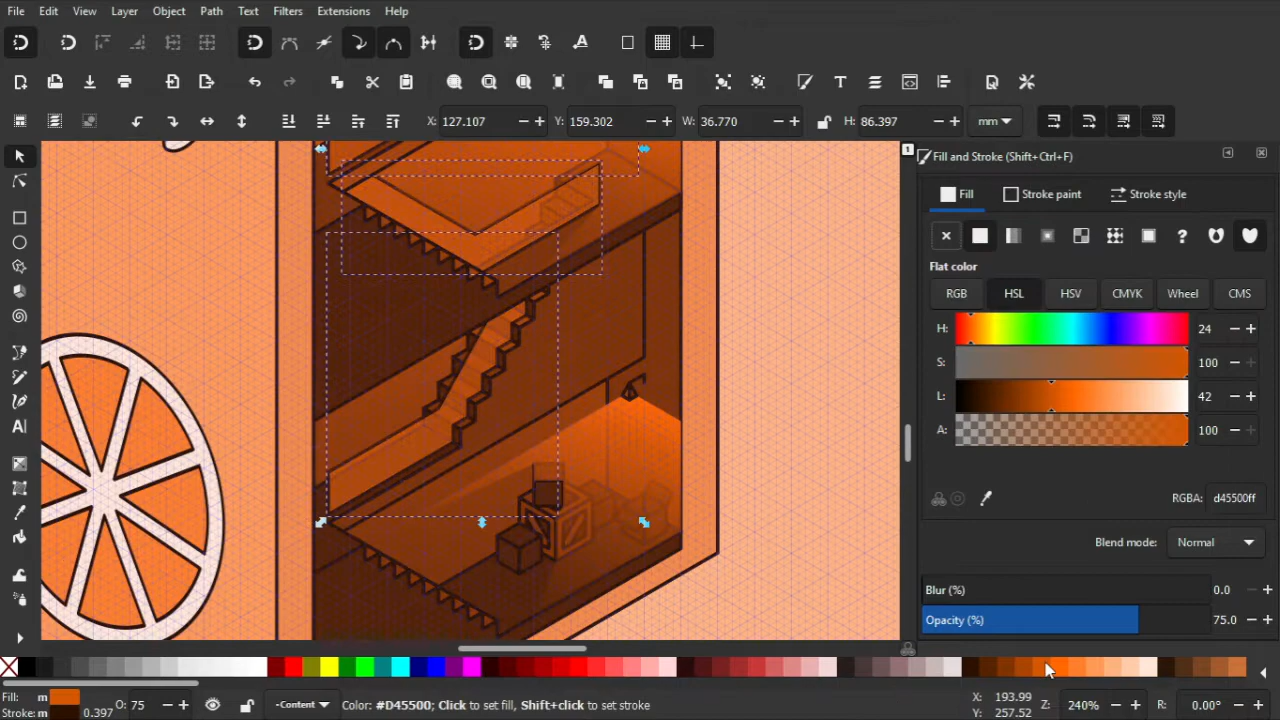 File Edit View Layer Object Path Text Filters Extensions Help
X: 127.107 Y: 159.302 W: 36.770 H: 86.397 mm
1
Fill and Stroke (Shift+Ctrl+F)
Fill Stroke paint Stroke style
?
Flat color
RGB HSL HSV CMYK Wheel CMS
H: 24
S: 100
L: 42
A: 100
RGBA: d45500ff
Blend mode: Normal
Blur (%) 0.0
Opacity (%) 75.0
Fill: m O: 75 -Content Color: #D45500; Click to set fill, Shift+click to set stroke X: 193.99 Z: 240% R: 0.00°
Stroke: m 0.397 Y: 257.52